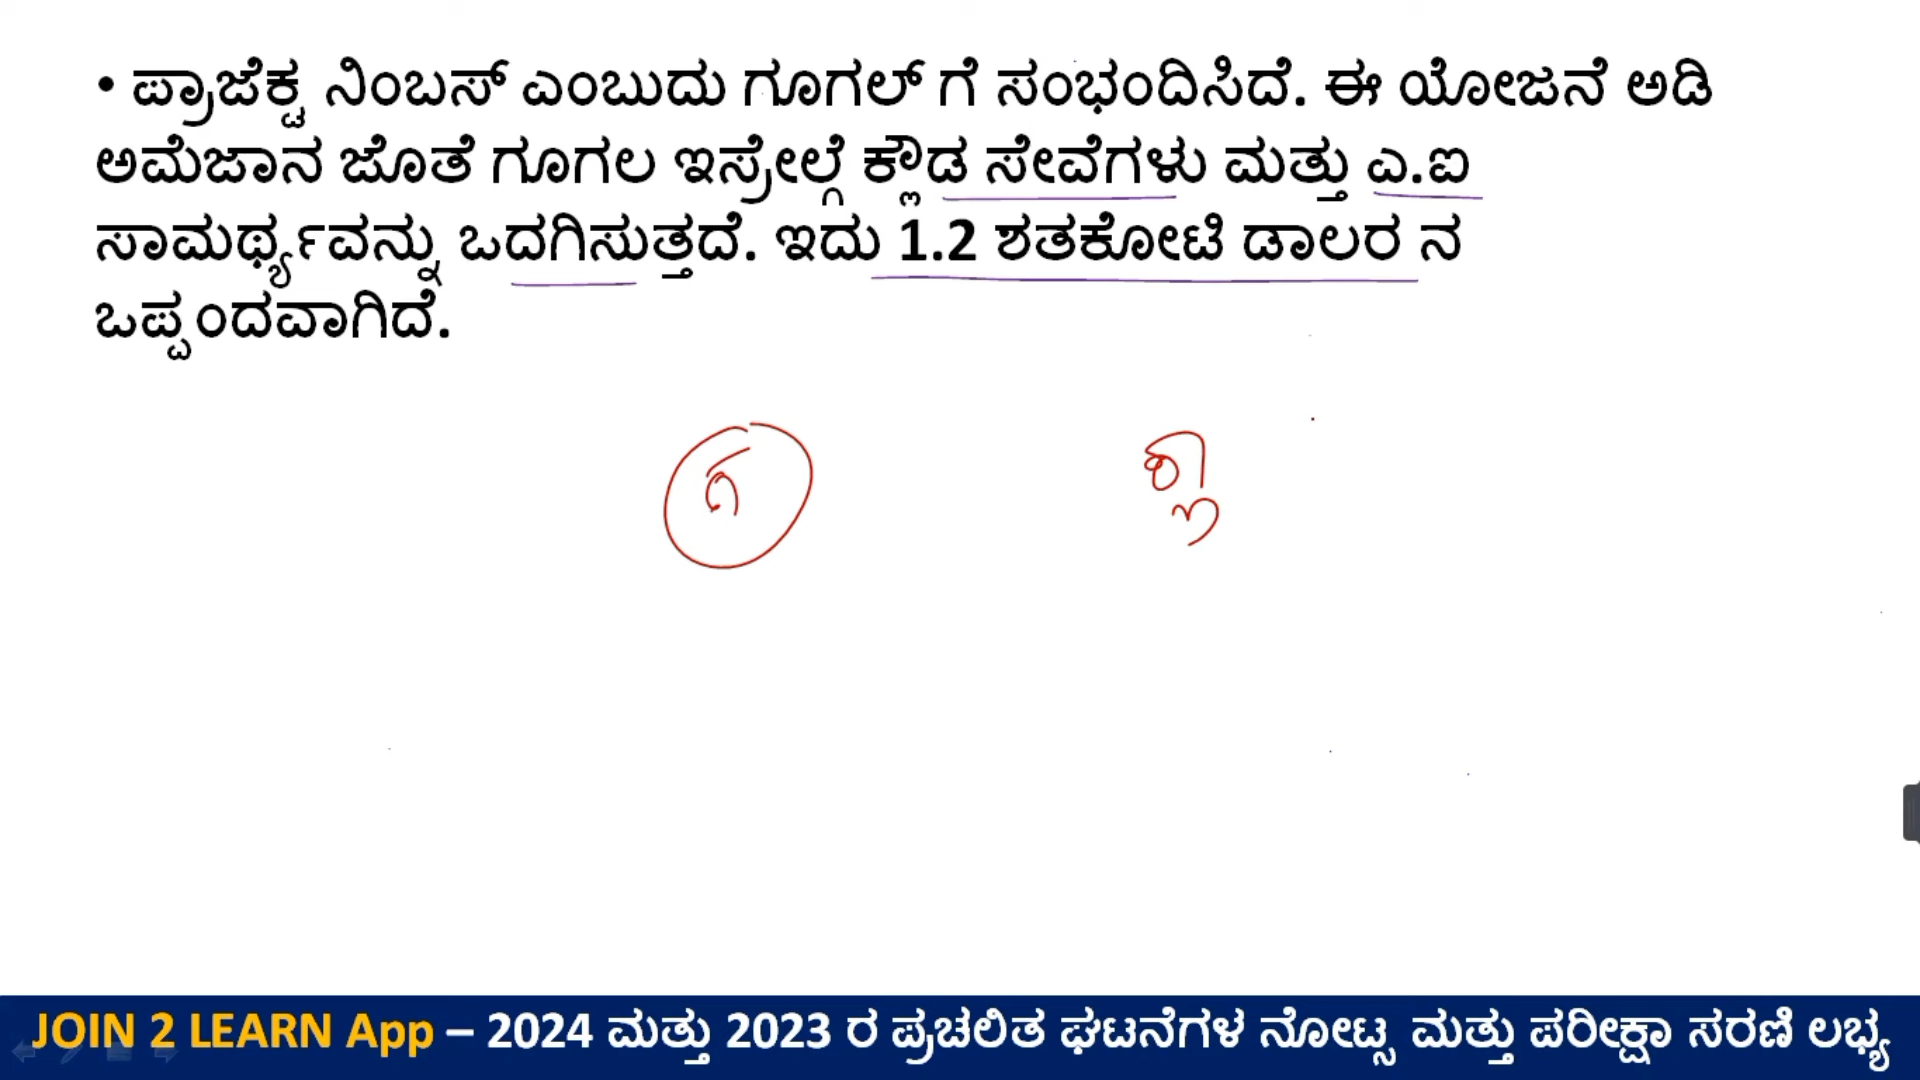 • ಪ್ರಾಜೆಕ್ಟ ನಿಂಬಸ್ ಎಂಬುದು ಗೂಗಲ್ ಗೆ ಸಂಭಂದಿಸಿದೆ. ಈ ಯೋಜನೆ ಅಡಿ
ಅಮೆಜಾನ ಜೊತೆ ಗೂಗಲ ಇಸ್ರೇಲ್ಗೆ ಕ್ಲೌಡ ಸೇವೆಗಳು ಮತ್ತು ಎ.ಐ
ಸಾಮರ್ಥ್ಯವನ್ನು ಒದಗಿಸುತ್ತದೆ. ಇದು 1.2 ಶತಕೋಟಿ ಡಾಲರ ನ
ಒಪ್ಪಂದವಾಗಿದೆ.
JOIN 2 LEARN App – 2024 ಮತ್ತು 2023 ರ ಪ್ರಚಲಿತ ಘಟನೆಗಳ ನೋಟ್ಸ ಮತ್ತು ಪರೀಕ್ಷಾ ಸರಣಿ ಲಭ್ಯ